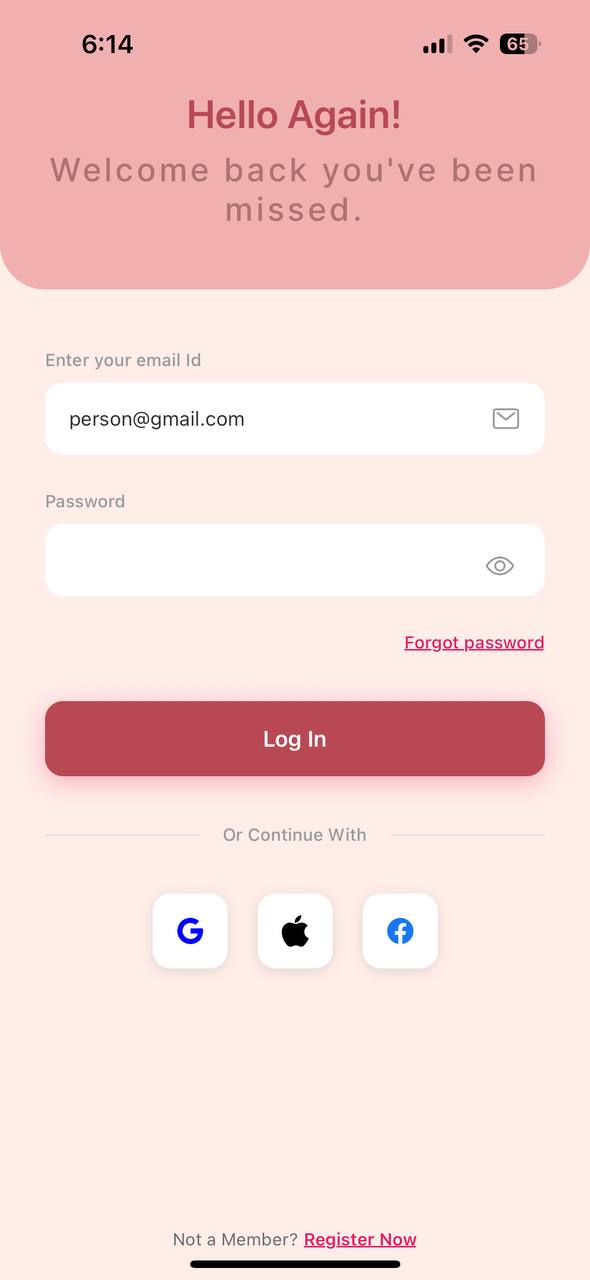 6:14
65
Hello Again!
Welcome back you've been
missed.
Enter your email Id
person@gmail.com
Password
Forgot password
Log In
Or Continue With
G
Not a Member? Register Now